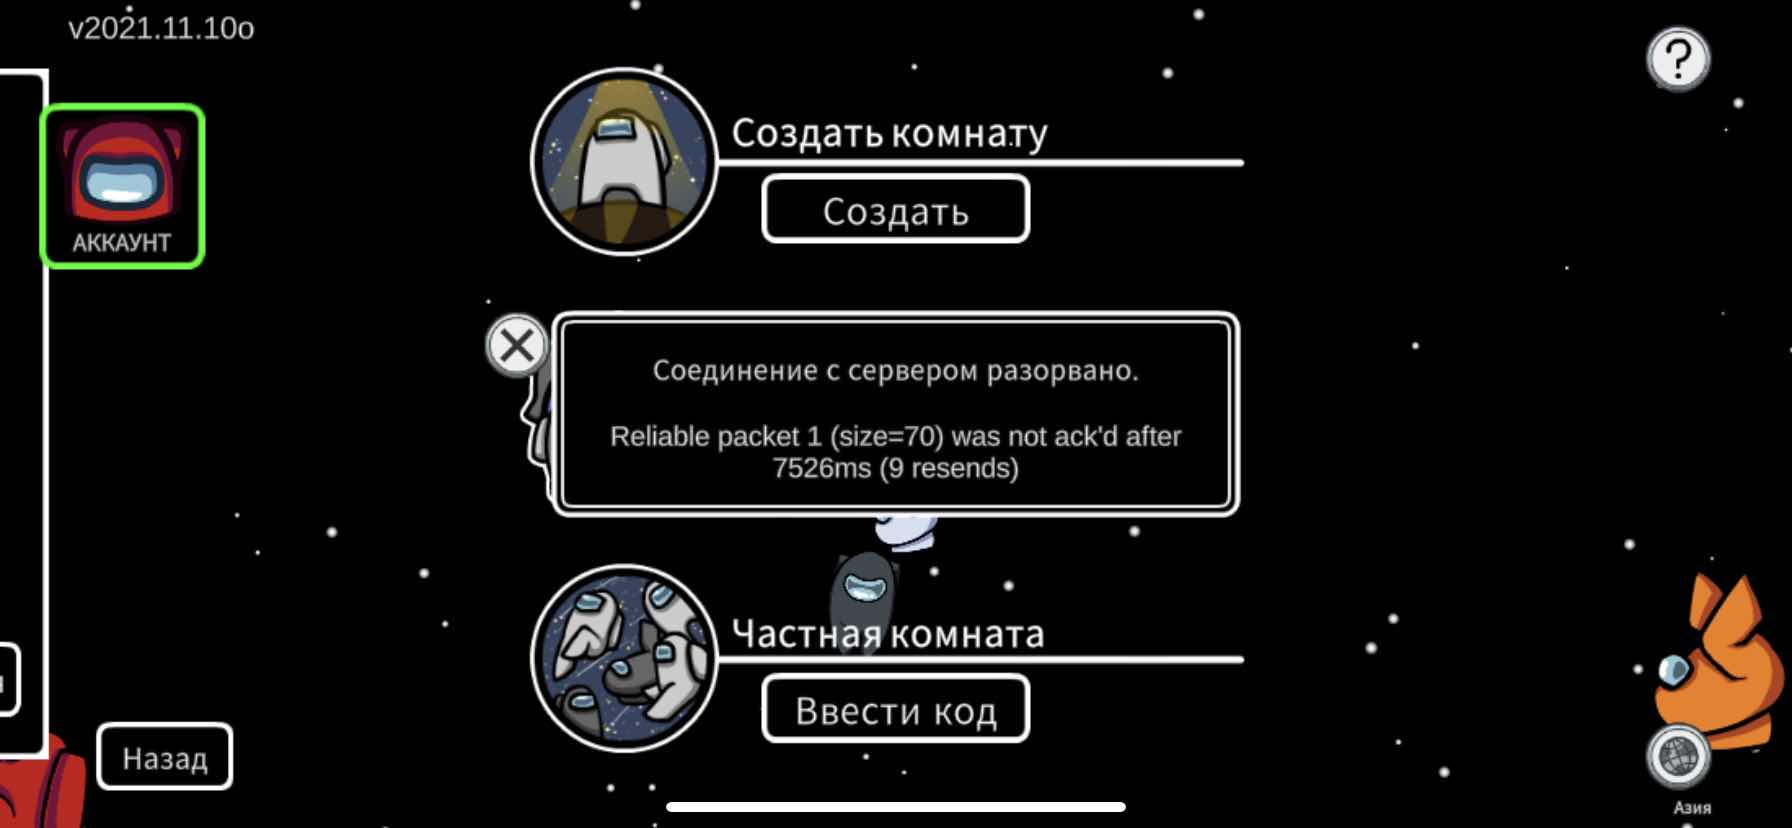 v2021.11.10o
АККАУНТ
Создать комнату
Создать
Соединение с сервером разорвано.
Reliable packet 1 (size=70) was not ack'd after
7526ms (9 resends)
Частная комната
Ввести код
Назад
Азия